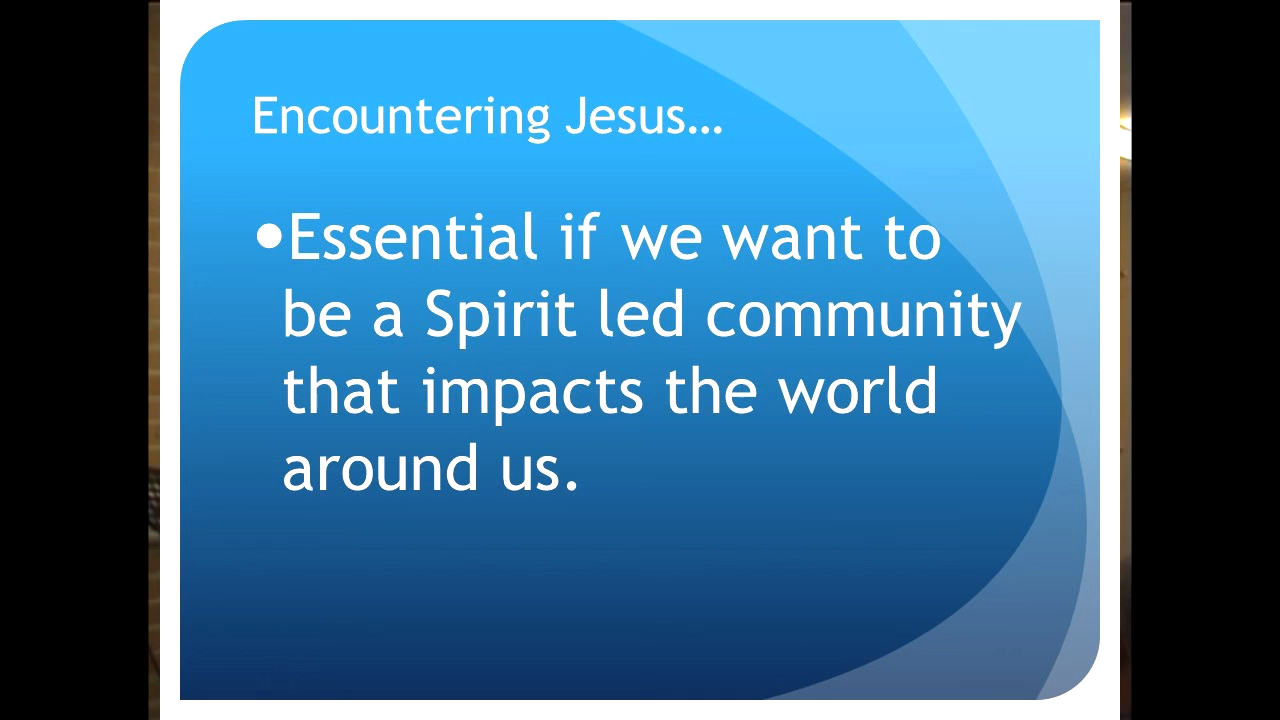 Encountering Jesus…
•Essential if we want to
be a Spirit led community
that impacts the world
around us.